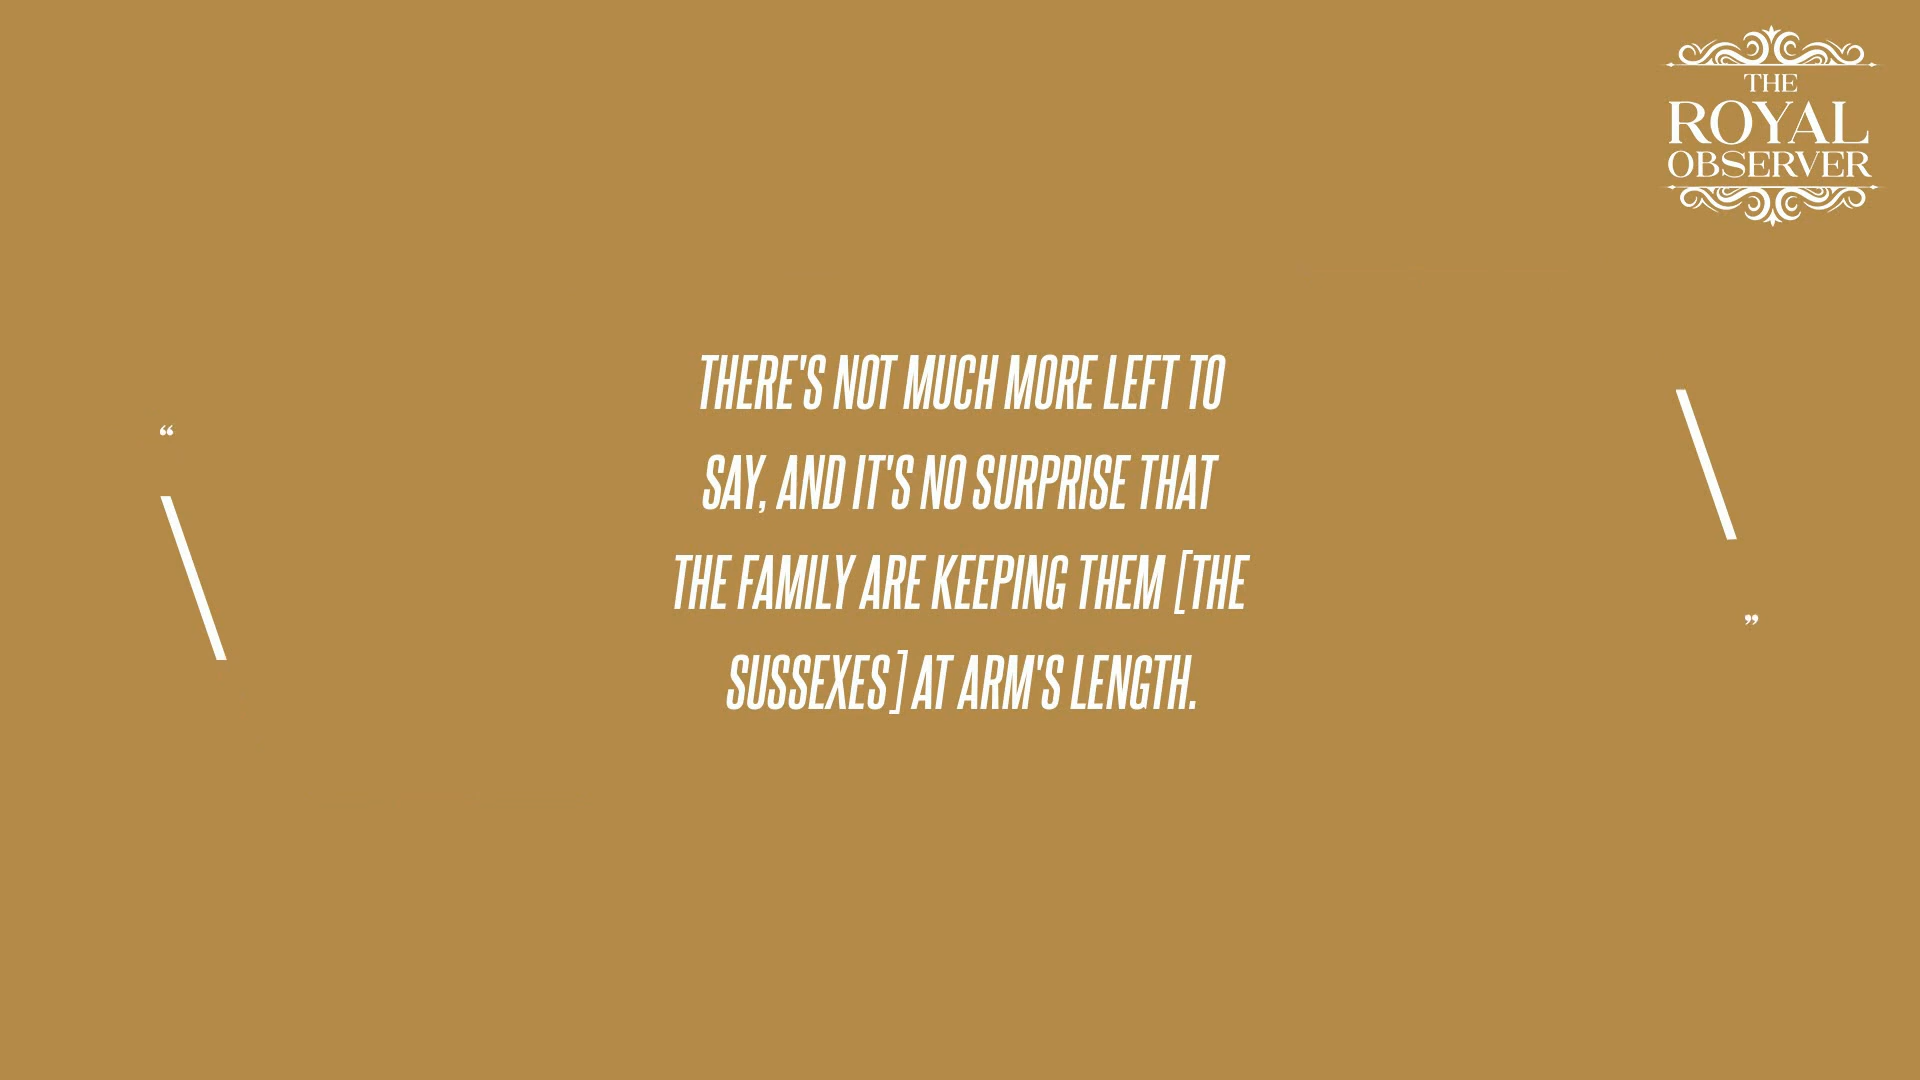 THE
ROYAL
OBSERVER
“
THERE'S NOT MUCH MORE LEFT TO
SAY, AND IT'S NO SURPRISE THAT
THE FAMILY ARE KEEPING THEM [THE
SUSSEXES] AT ARM'S LENGTH.
”